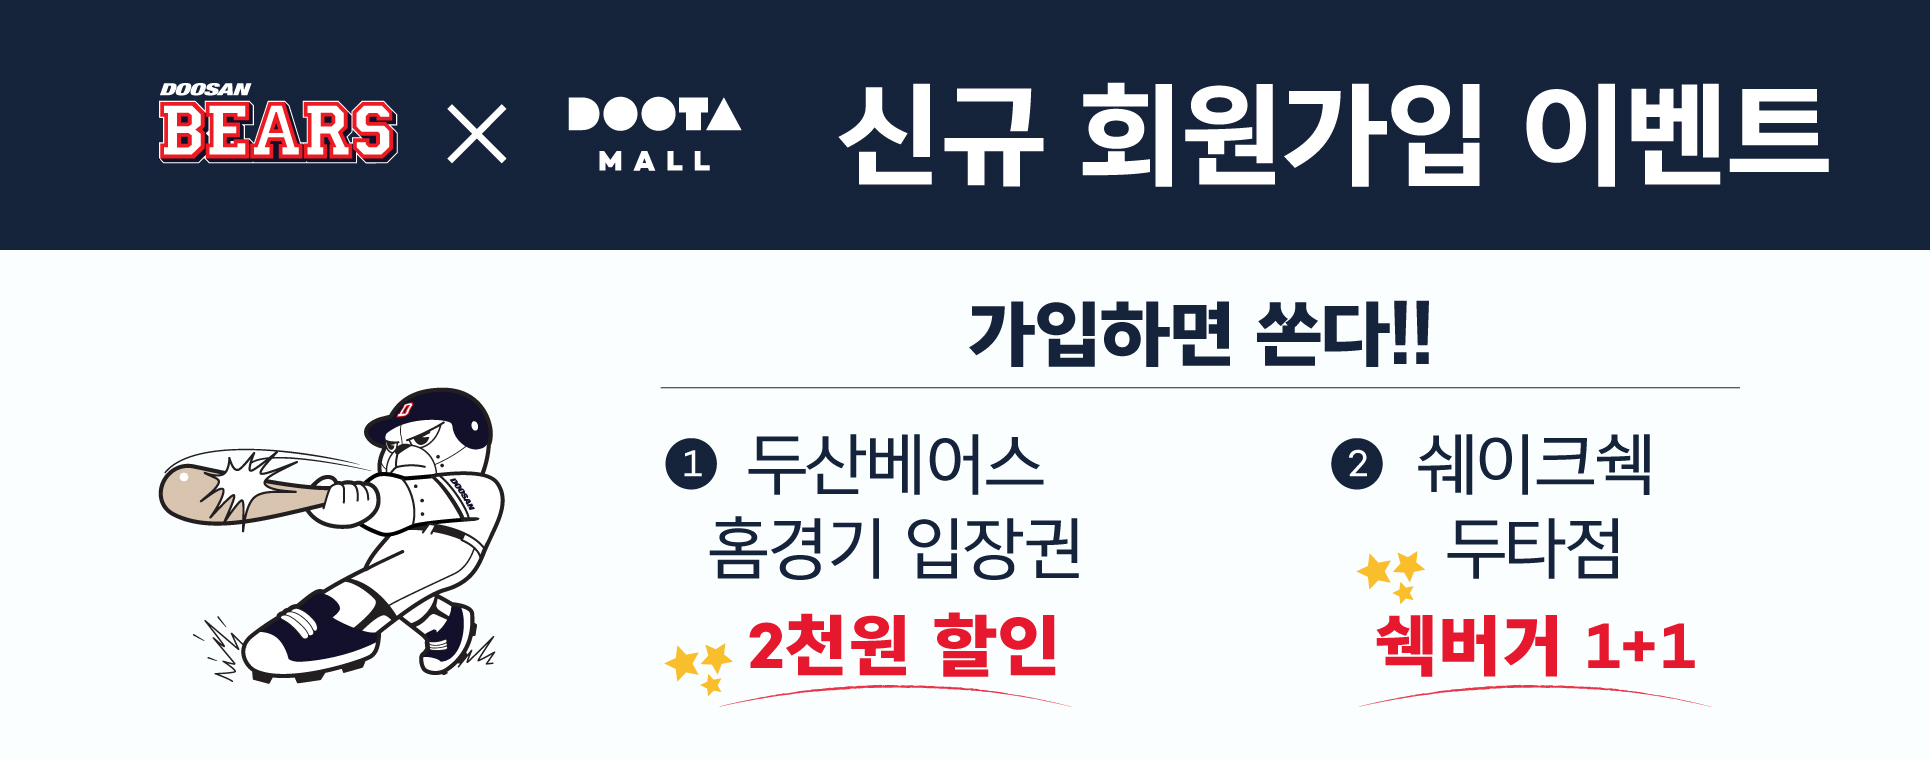 DOOSAN
BEARS × DOOTA
MALL
신규 회원가입 이벤트
가입하면 쏜다!!
1 두산베어스
홈경기 입장권
2천원 할인
2 쉐이크쉑
두타점
쉑버거 1+1
D
DOOSAN